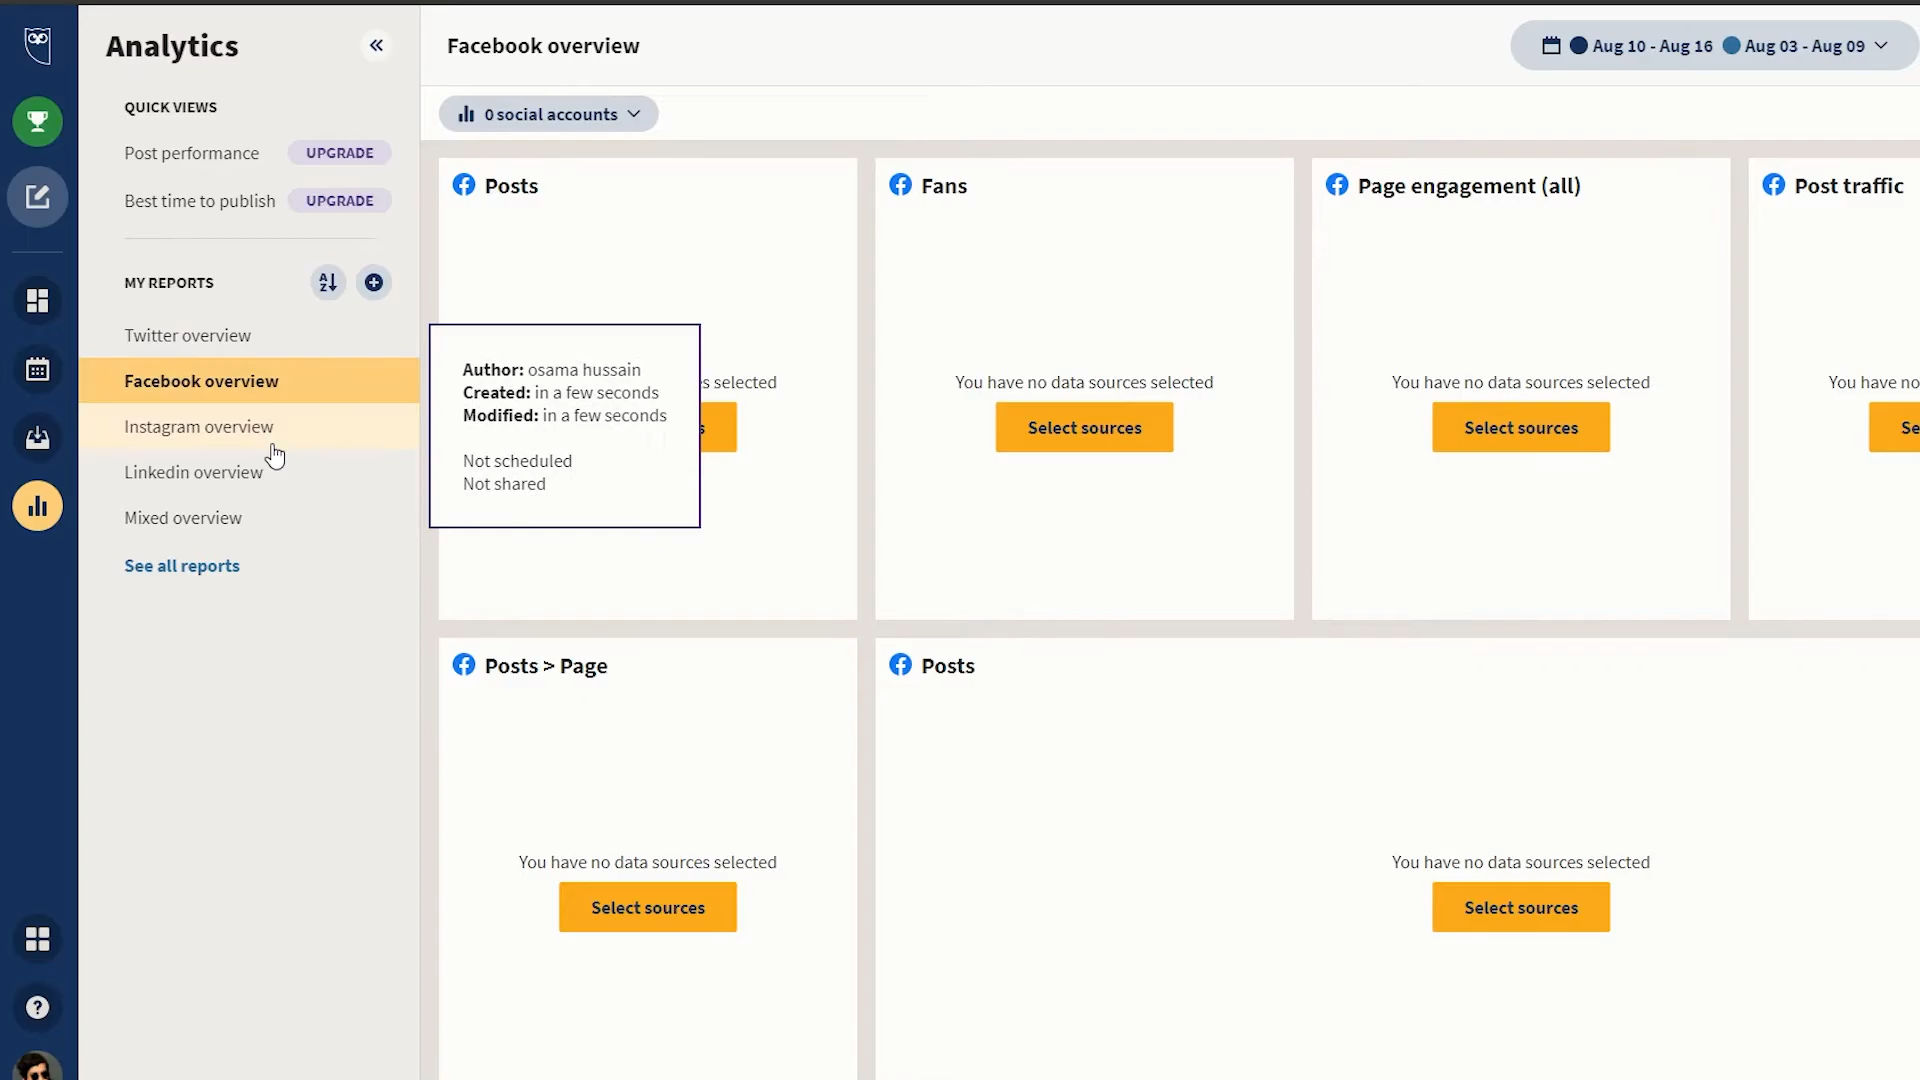 Analytics
Facebook overview
Aug 10 - Aug 16 Aug 03 - Aug 09
QUICK VIEWS
0 social accounts
Post performance UPGRADE
Best time to publish UPGRADE
MY REPORTS
Twitter overview
Facebook overview
Instagram overview
Linkedin overview
Mixed overview
See all reports
Posts
Fans
Page engagement (all)
Post traffic
Author: osama hussain
Created: in a few seconds
Modified: in a few seconds
Not scheduled
Not shared
s selected
s
You have no data sources selected
Select sources
You have no data sources selected
Select sources
You have no
Se
Posts > Page
You have no data sources selected
Select sources
Posts
You have no data sources selected
Select sources